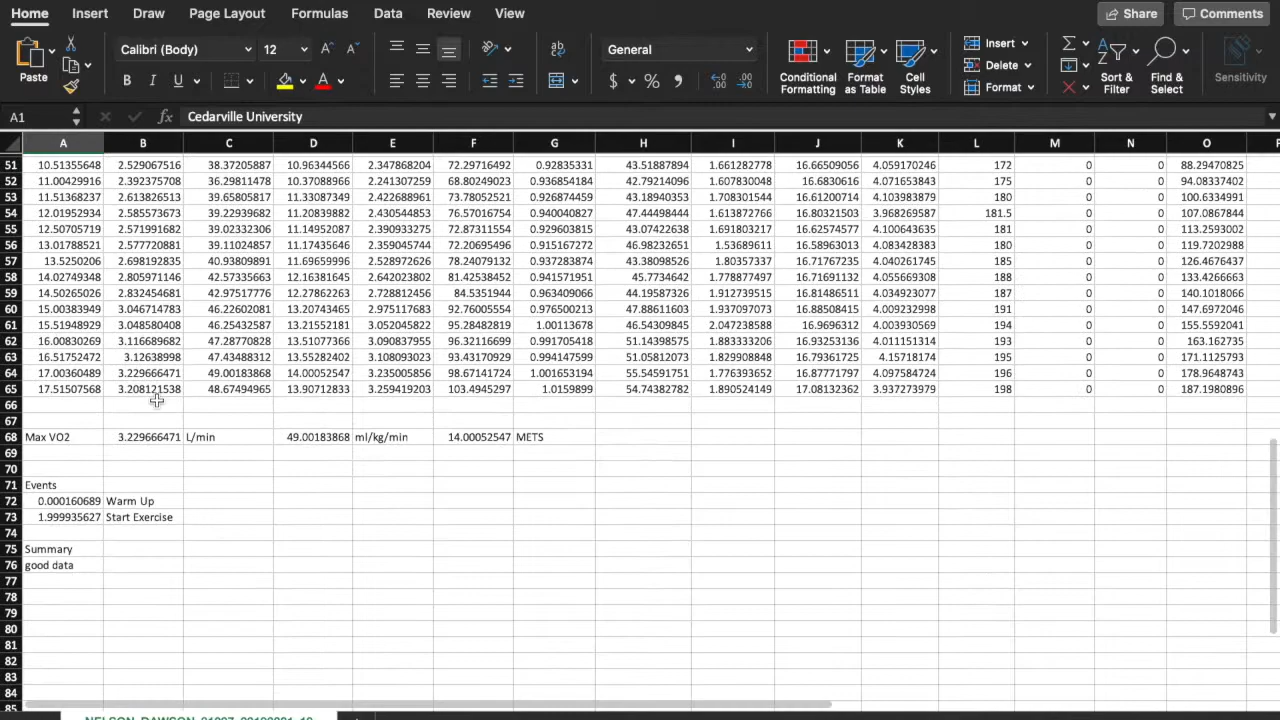 Home Insert Draw Page Layout Formulas Data Review View Share Comments
Paste Calibri (Body) 12 A A B I U A ab General $ % Conditional Formatting Format as Table Cell Styles Insert Delete Format Sort & Filter Find & Select Sensitivity
A1 fx Cedarville University
A B C D E F G H I J K L M N O
51 10.51355648 2.529067516 38.37205887 10.96344566 2.347868204 72.29716492 0.92835331 43.51887894 1.661282778 16.66509056 4.059170246 172 0 0 88.29470825
52 11.00429916 2.392375708 36.29811478 10.37088966 2.241307259 68.80249023 0.936854184 42.79214096 1.607830048 16.6830616 4.071653843 175 0 0 94.08337402
53 11.51368237 2.613826513 39.65805817 11.33087349 2.422688961 73.78052521 0.926874459 43.18940353 1.708301544 16.61200714 4.103983879 180 0 0 100.6334991
54 12.01952934 2.585573673 39.22939682 11.20839882 2.430544853 76.57016754 0.940040827 47.44498444 1.613872766 16.80321503 3.968269587 181.5 0 0 107.0867844
55 12.50705719 2.571991682 39.02332306 11.14952087 2.390933275 72.87311554 0.929603815 43.07422638 1.691803217 16.62574577 4.100643635 181 0 0 113.2593002
56 13.01788521 2.577720881 39.11024857 11.17435646 2.359045744 72.20695496 0.915167272 46.98232651 1.53689611 16.58963013 4.083428383 180 0 0 119.7202988
57 13.5250206 2.698192835 40.93809891 11.69659996 2.528972626 78.24079132 0.937283874 43.38098526 1.80357337 16.71767235 4.040261745 185 0 0 126.4676437
58 14.02749348 2.805971146 42.57335663 12.16381645 2.642023802 81.42538452 0.941571951 45.7734642 1.778877497 16.71691132 4.055669308 188 0 0 133.4266663
59 14.50265026 2.832454681 42.97517776 12.27862263 2.728812456 84.5351944 0.963409066 44.19587326 1.912739515 16.81486511 4.034923077 187 0 0 140.1018066
60 15.00383949 3.046714783 46.22602081 13.20743465 2.975117683 92.76005554 0.976500213 47.88611603 1.937097073 16.88508415 4.009232998 191 0 0 147.6972046
61 15.51948929 3.048580408 46.25432587 13.21552181 3.052045822 95.28482819 1.00113678 46.54309845 2.047238588 16.9696312 4.003930569 194 0 0 155.5592041
62 16.00830269 3.116689682 47.28770828 13.51077366 3.090837955 96.32116699 0.991705418 51.14398575 1.883333206 16.93253136 4.011151314 193 0 0 163.162735
63 16.51752472 3.12638998 47.43488312 13.55282402 3.108093023 93.43170929 0.994147599 51.05812073 1.829908848 16.79361725 4.15718174 195 0 0 171.1125793
64 17.00360489 3.229666471 49.00183868 14.00052547 3.235005856 98.67141724 1.001653194 55.54591751 1.776393652 16.87771797 4.097584724 196 0 0 178.9648743
65 17.51507568 3.208121538 48.67494965 13.90712833 3.259419203 103.4945297 1.0159899 54.74382782 1.890524149 17.08132362 3.937273979 198 0 0 187.1980896
66
67
68 Max VO2 3.229666471 L/min 49.00183868 ml/kg/min 14.00052547 METS
69
70
71 Events
72 0.000160689 Warm Up
73 1.999935627 Start Exercise
74
75 Summary
76 good data
77
78
79
80
81
82
83
84
85